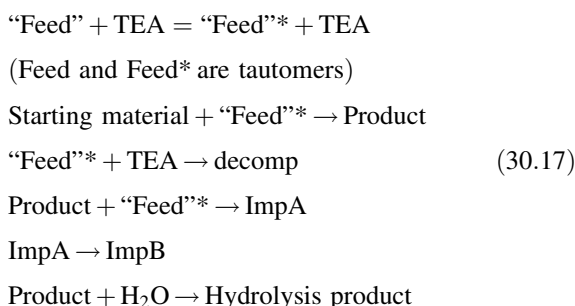 “Feed” + TEA = “Feed”* + TEA
(Feed and Feed* are tautomers)
Starting material + “Feed”* → Product
“Feed”* + TEA → decomp (30.17)
Product + “Feed”* → ImpA
ImpA → ImpB
Product + H₂O → Hydrolysis product